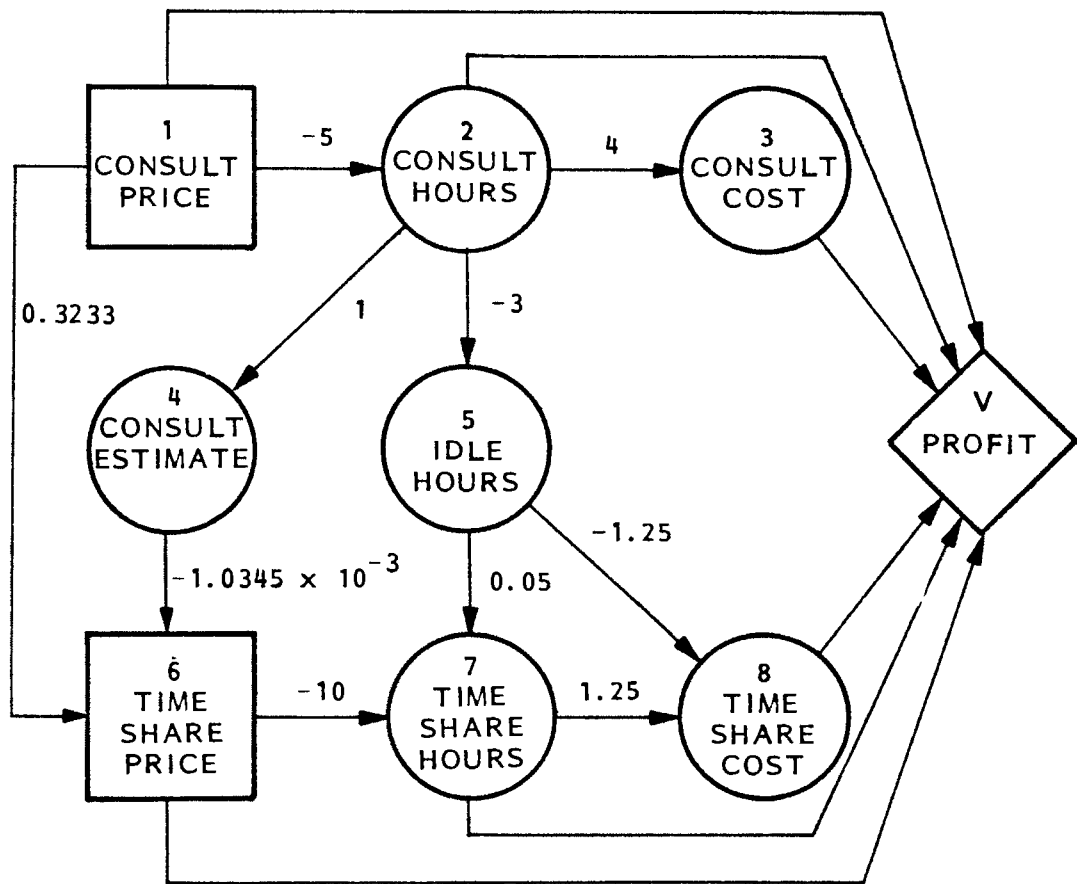 1
CONSULT
PRICE
-5
2
CONSULT
HOURS
4
3
CONSULT
COST
0.3233
1
-3
4
CONSULT
ESTIMATE
5
IDLE
HOURS
V
PROFIT
-1.0345 × 10⁻³
0.05
-1.25
6
TIME
SHARE
PRICE
-10
7
TIME
SHARE
HOURS
1.25
8
TIME
SHARE
COST